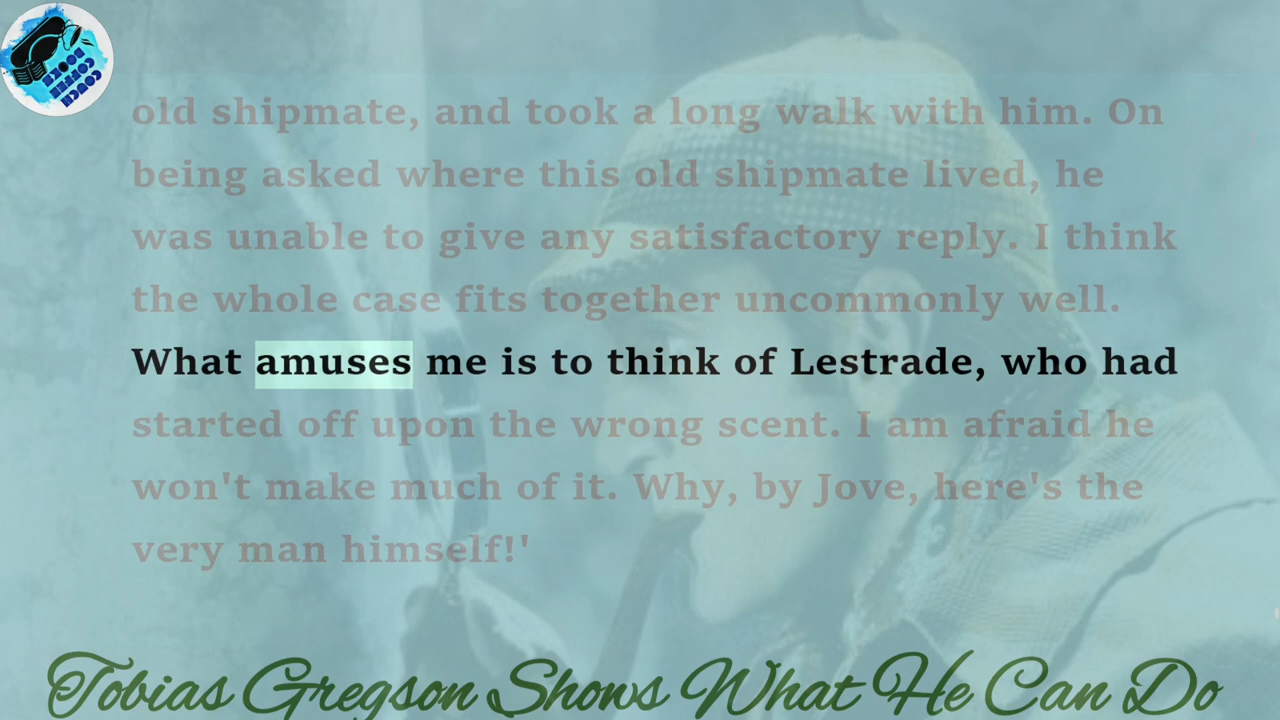 BOOKS
COFFEE
COUCH
old shipmate, and took a long walk with him. On
being asked where this old shipmate lived, he
was unable to give any satisfactory reply. I think
the whole case fits together uncommonly well.
What amuses me is to think of Lestrade, who had
started off upon the wrong scent. I am afraid he
won't make much of it. Why, by Jove, here's the
very man himself!'
Tobias Gregson Shows What He Can Do